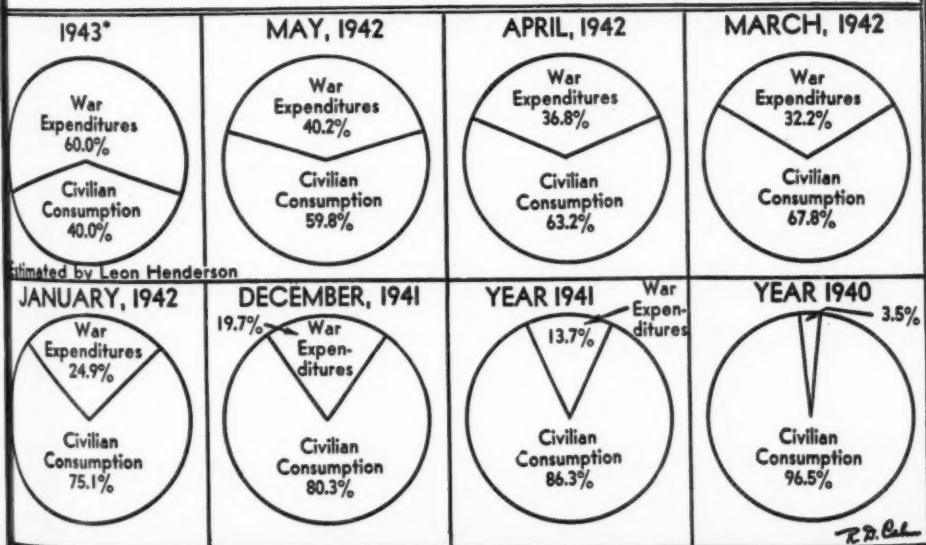 1943*
War
Expenditures
60.0%
Civilian
Consumption
40.0%
Estimated by Leon Henderson
MAY, 1942
War
Expenditures
40.2%
Civilian
Consumption
59.8%
APRIL, 1942
War
Expenditures
36.8%
Civilian
Consumption
63.2%
MARCH, 1942
War
Expenditures
32.2%
Civilian
Consumption
67.8%
JANUARY, 1942
War
Expenditures
24.9%
Civilian
Consumption
75.1%
DECEMBER, 1941
19.7%
War
Expen-
ditures
Civilian
Consumption
80.3%
YEAR 1941
War
Expen-
ditures
13.7%
Civilian
Consumption
86.3%
YEAR 1940
3.5%
Civilian
Consumption
96.5%
R. D.